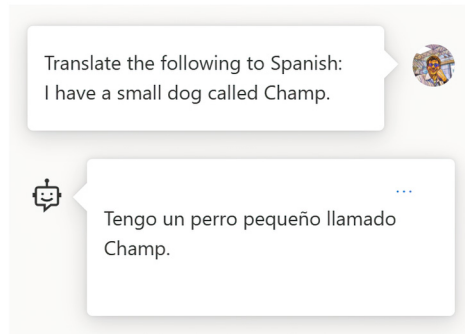 Translate the following to Spanish:
I have a small dog called Champ.
...
Tengo un perro pequeño llamado
Champ.